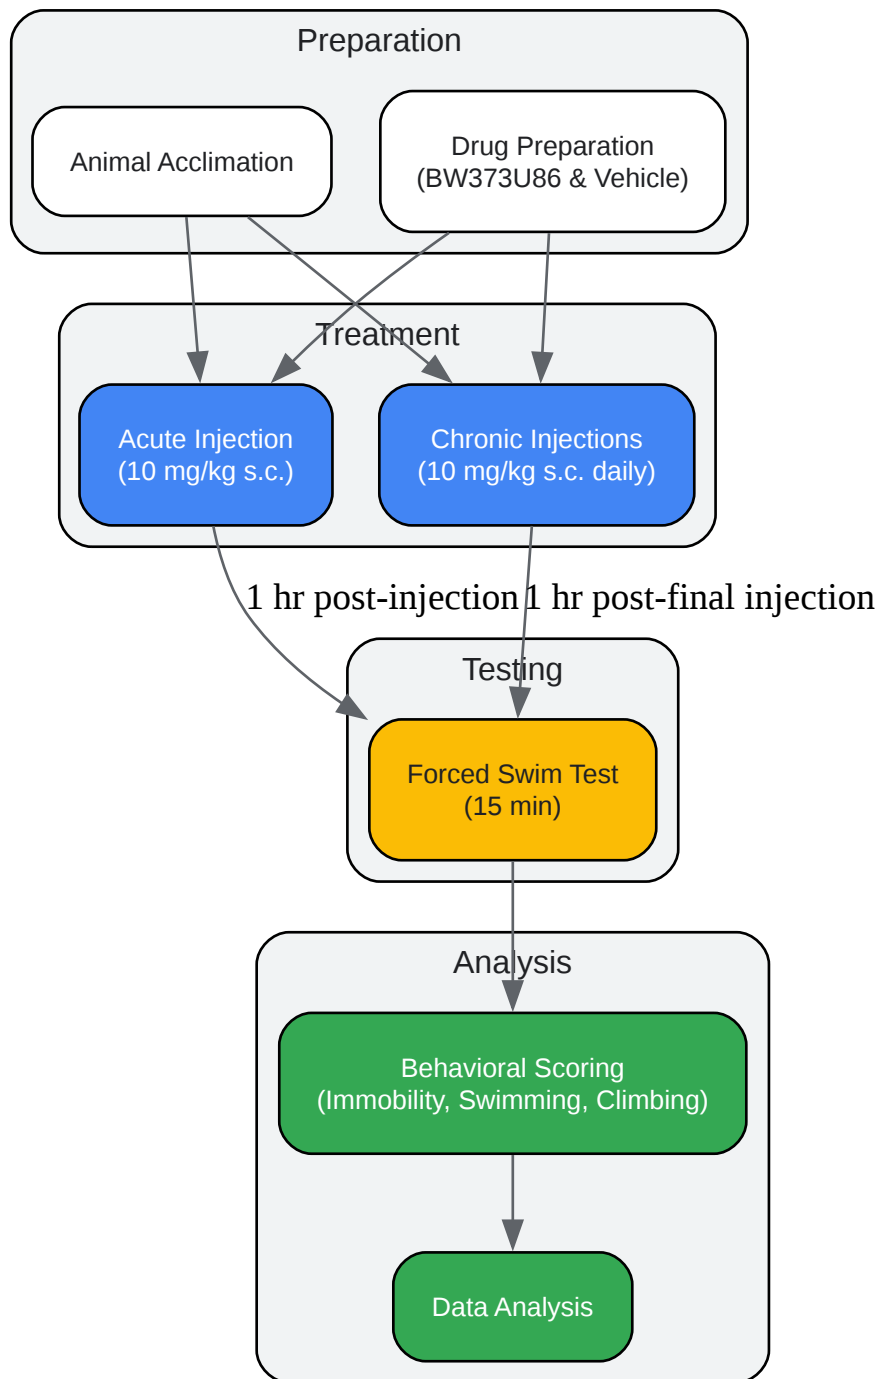 Preparation
Animal Acclimation
Drug Preparation
(BW373U86 & Vehicle)
Treatment
Acute Injection
(10 mg/kg s.c.)
Chronic Injections
(10 mg/kg s.c. daily)
1 hr post-injection
1 hr post-final injection
Testing
Forced Swim Test
(15 min)
Analysis
Behavioral Scoring
(Immobility, Swimming, Climbing)
Data Analysis